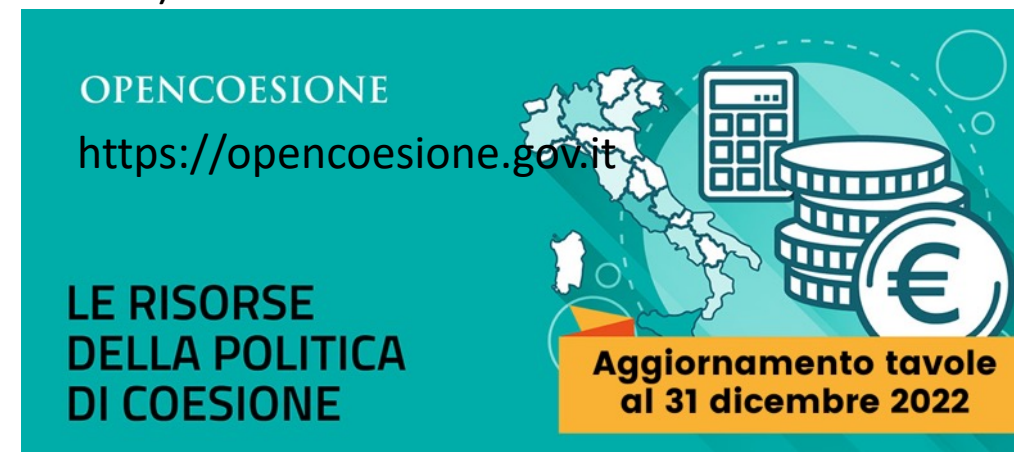 OPENCOESIONE
https://opencoesione.gov.it
LE RISORSE
DELLA POLITICA
DI COESIONE
Aggiornamento tavole
al 31 dicembre 2022